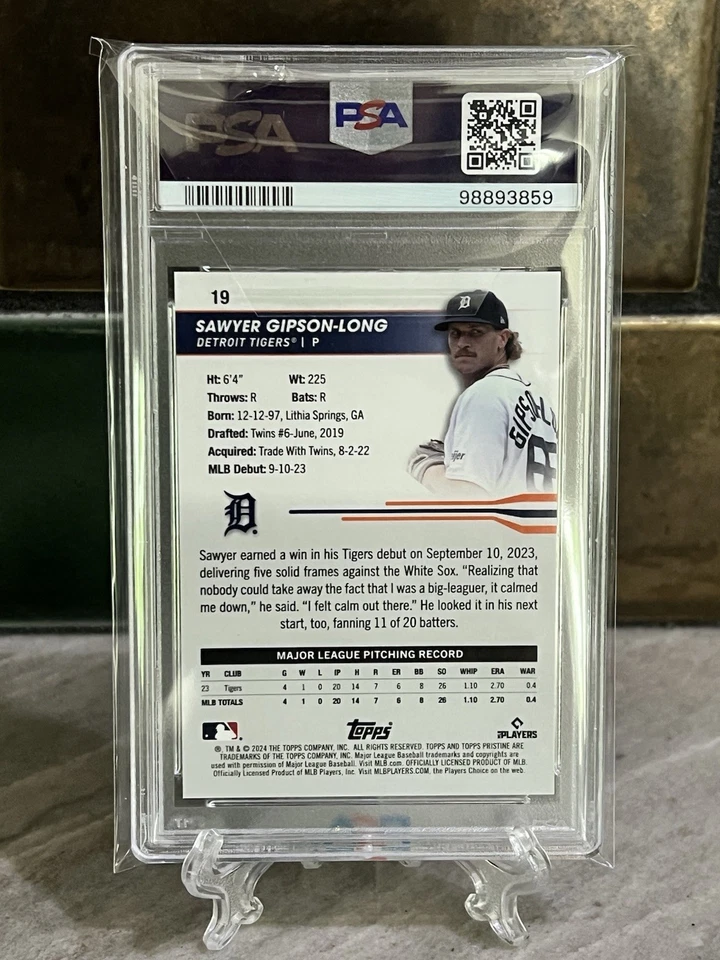 PSA
PSA
98893859
19
SAWYER GIPSON-LONG
DETROIT TIGERS® | P
Ht: 6'4" Wt: 225
Throws: R Bats: R
Born: 12-12-97, Lithia Springs, GA
Drafted: Twins #6-June, 2019
Acquired: Trade With Twins, 8-2-22
MLB Debut: 9-10-23
Sawyer earned a win in his Tigers debut on September 10, 2023,
delivering five solid frames against the White Sox. "Realizing that
nobody could take away the fact that I was a big-leaguer, it calmed
me down," he said. "I felt calm out there." He looked it in his next
start, too, fanning 11 of 20 batters.
MAJOR LEAGUE PITCHING RECORD
YR CLUB G W L IP H R ER BB SO WHIP ERA WAR
23 Tigers 4 1 0 20 14 7 6 8 26 1.10 2.70 0.4
MLB TOTALS 4 1 0 20 14 7 6 8 26 1.10 2.70 0.4
Topps
PLAYERS
®, TM & © 2024 THE TOPPS COMPANY, INC. ALL RIGHTS RESERVED. TOPPS AND TOPPS PRISTINE ARE
TRADEMARKS OF THE TOPPS COMPANY, INC. Major League Baseball trademarks and copyrights are
used with permission of Major League Baseball. Visit MLB.com. OFFICIALLY LICENSED PRODUCT OF MLB.
Officially Licensed Product of MLB Players, Inc. Visit MLBPLAYERS.COM, the Players Choice on the web.